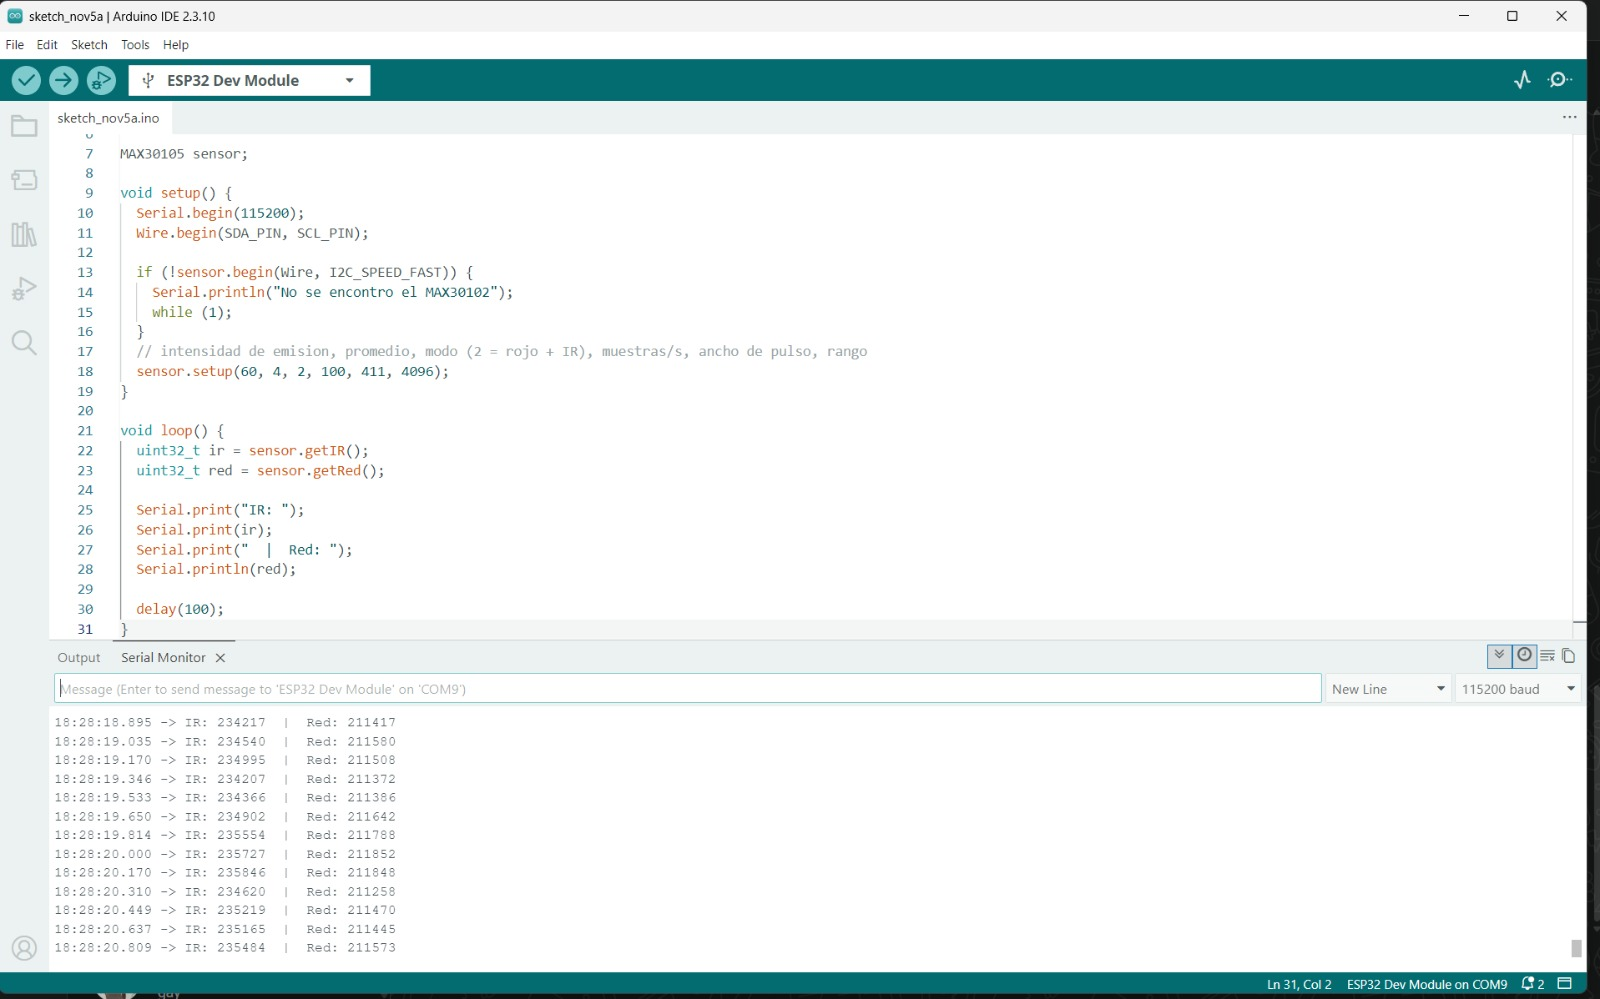 sketch_nov5a | Arduino IDE 2.3.10
File Edit Sketch Tools Help
ESP32 Dev Module
sketch_nov5a.ino
6
7 MAX30105 sensor;
8
9 void setup() {
10 Serial.begin(115200);
11 Wire.begin(SDA_PIN, SCL_PIN);
12
13 if (!sensor.begin(Wire, I2C_SPEED_FAST)) {
14 Serial.println("No se encontro el MAX30102");
15 while (1);
16 }
17 // intensidad de emision, promedio, modo (2 = rojo + IR), muestras/s, ancho de pulso, rango
18 sensor.setup(60, 4, 2, 100, 411, 4096);
19 }
20
21 void loop() {
22 uint32_t ir = sensor.getIR();
23 uint32_t red = sensor.getRed();
24
25 Serial.print("IR: ");
26 Serial.print(ir);
27 Serial.print("  |  Red: ");
28 Serial.println(red);
29
30 delay(100);
31 }
Output Serial Monitor
Message (Enter to send message to 'ESP32 Dev Module' on 'COM9') New Line 115200 baud
18:28:18.895 -> IR: 234217  |  Red: 211417
18:28:19.035 -> IR: 234540  |  Red: 211580
18:28:19.170 -> IR: 234995  |  Red: 211508
18:28:19.346 -> IR: 234207  |  Red: 211372
18:28:19.533 -> IR: 234366  |  Red: 211386
18:28:19.650 -> IR: 234902  |  Red: 211642
18:28:19.814 -> IR: 235554  |  Red: 211788
18:28:20.000 -> IR: 235727  |  Red: 211852
18:28:20.170 -> IR: 235846  |  Red: 211848
18:28:20.310 -> IR: 234620  |  Red: 211258
18:28:20.449 -> IR: 235219  |  Red: 211470
18:28:20.637 -> IR: 235165  |  Red: 211445
18:28:20.809 -> IR: 235484  |  Red: 211573
Ln 31, Col 2 ESP32 Dev Module on COM9 2